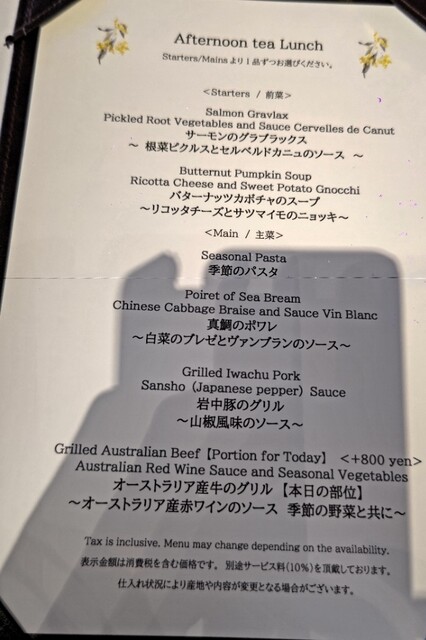 Afternoon tea Lunch
Starters/Mainsより1品ずつお選びください。
<Starters / 前菜>
Salmon Gravlax
Pickled Root Vegetables and Sauce Cervelles de Canut
サーモンのグラブラックス
～ 根菜ピクルスとセルベルドカニュのソース ～
Butternut Pumpkin Soup
Ricotta Cheese and Sweet Potato Gnocchi
バターナッツカボチャのスープ
～リコッタチーズとサツマイモのニョッキ～
<Main / 主菜>
Seasonal Pasta
季節のパスタ
Poiret of Sea Bream
Chinese Cabbage Braise and Sauce Vin Blanc
真鯛のポワレ
～白菜のブレゼとヴァンブランのソース～
Grilled Iwachu Pork
Sansho (Japanese pepper) Sauce
岩中豚のグリル
～山椒風味のソース～
Grilled Australian Beef【Portion for Today】 <+800 yen>
Australian Red Wine Sauce and Seasonal Vegetables
オーストラリア産牛のグリル 【本日の部位】
～オーストラリア産赤ワインのソース 季節の野菜と共に～
Tax is inclusive. Menu may change depending on the availability.
表示金額は消費税を含む価格です。 別途サービス料(10%)を頂戴しております。
仕入れ状況により産地や内容が変更となる場合がございます。